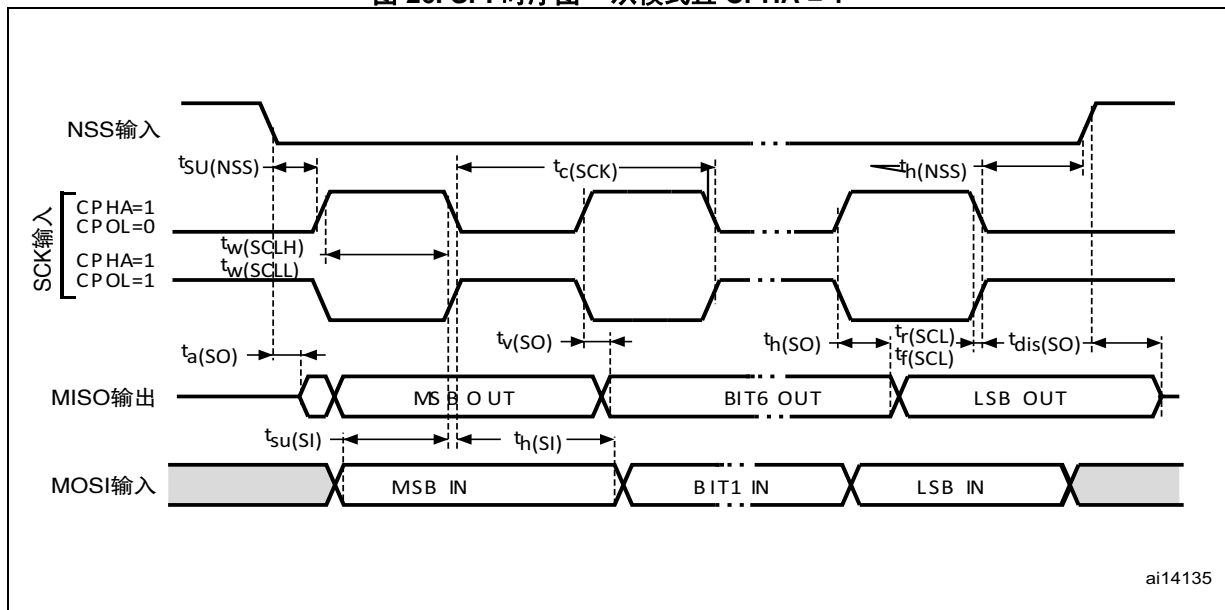 NSS输入
tSU(NSS)
tc(SCK)
th(NSS)
SCK输入
CPHA=1
CPOL=0
tw(SCLH)
CPHA=1
tw(SCLL)
CPOL=1
ta(SO)
tv(SO)
th(SO)
tr(SCL)
tf(SCL)
tdis(SO)
MISO输出
MSB OUT
BIT6 OUT
LSB OUT
tsu(SI)
th(SI)
MOSI输入
MSB IN
BIT1 IN
LSB IN
ai14135